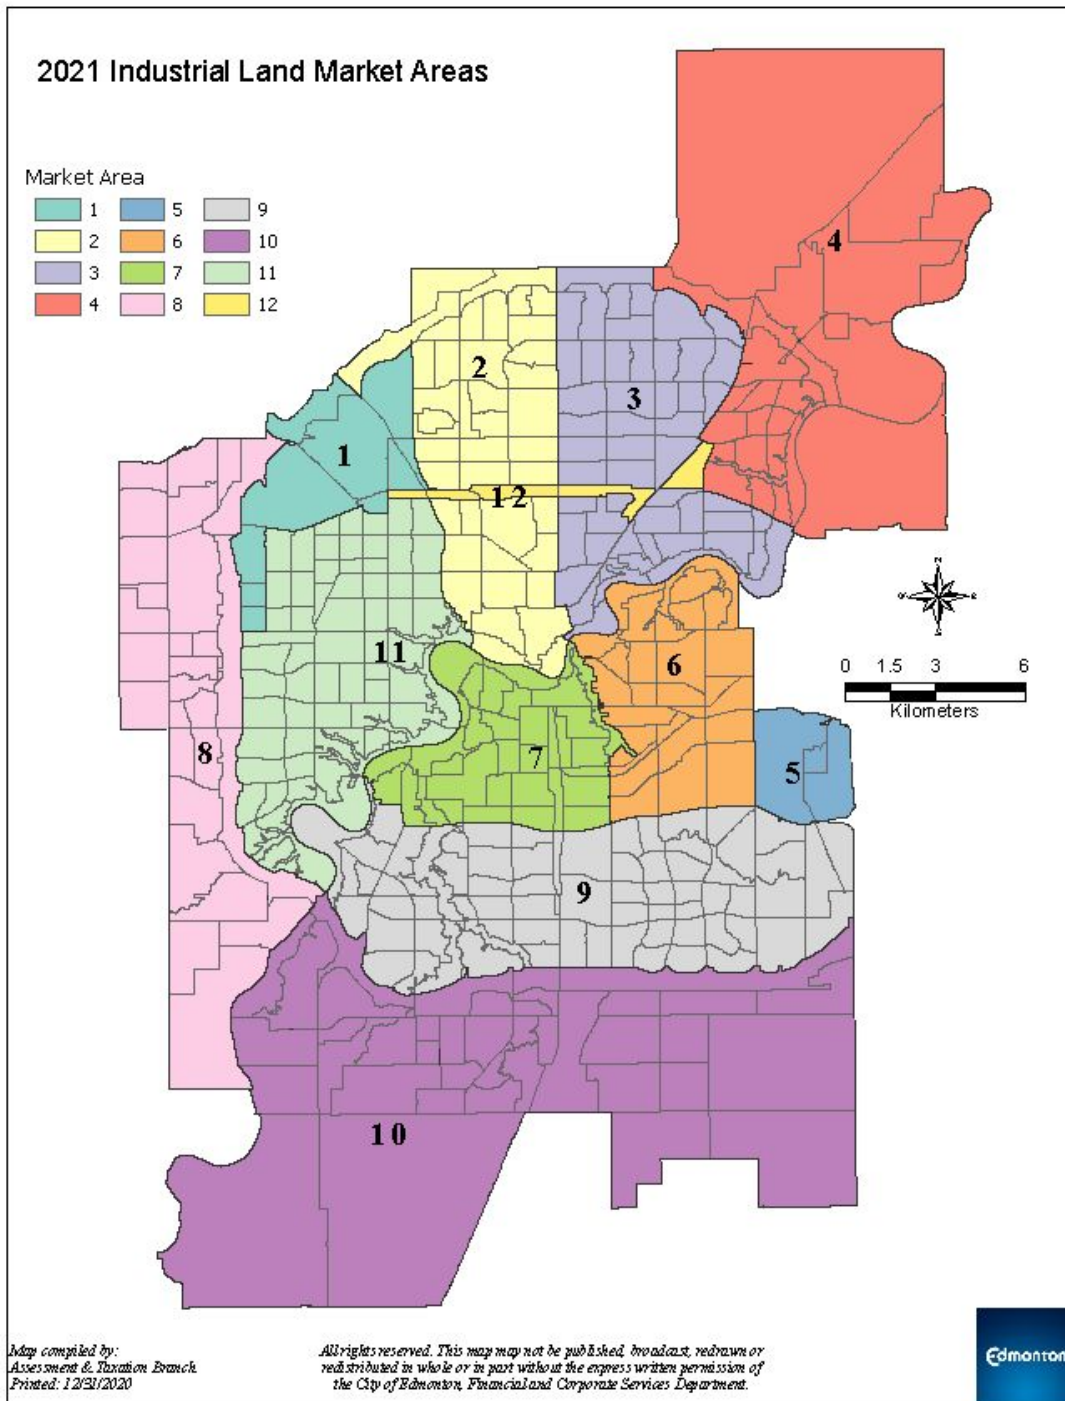 2021 Industrial Land Market Areas
Market Area
1 5 9
2 6 10
3 7 11
4 8 12
4
2
3
1
12
11
6
0 1.5 3 6
Kilometers
8
7
5
9
10
Map compiled by:
Assessment & Taxation Branch
Printed: 12/31/2020
All rights reserved. This map may not be published, broadcast, redrawn or
redistributed in whole or in part without the express written permission of
the City of Edmonton, Financial and Corporate Services Department.
Edmonton